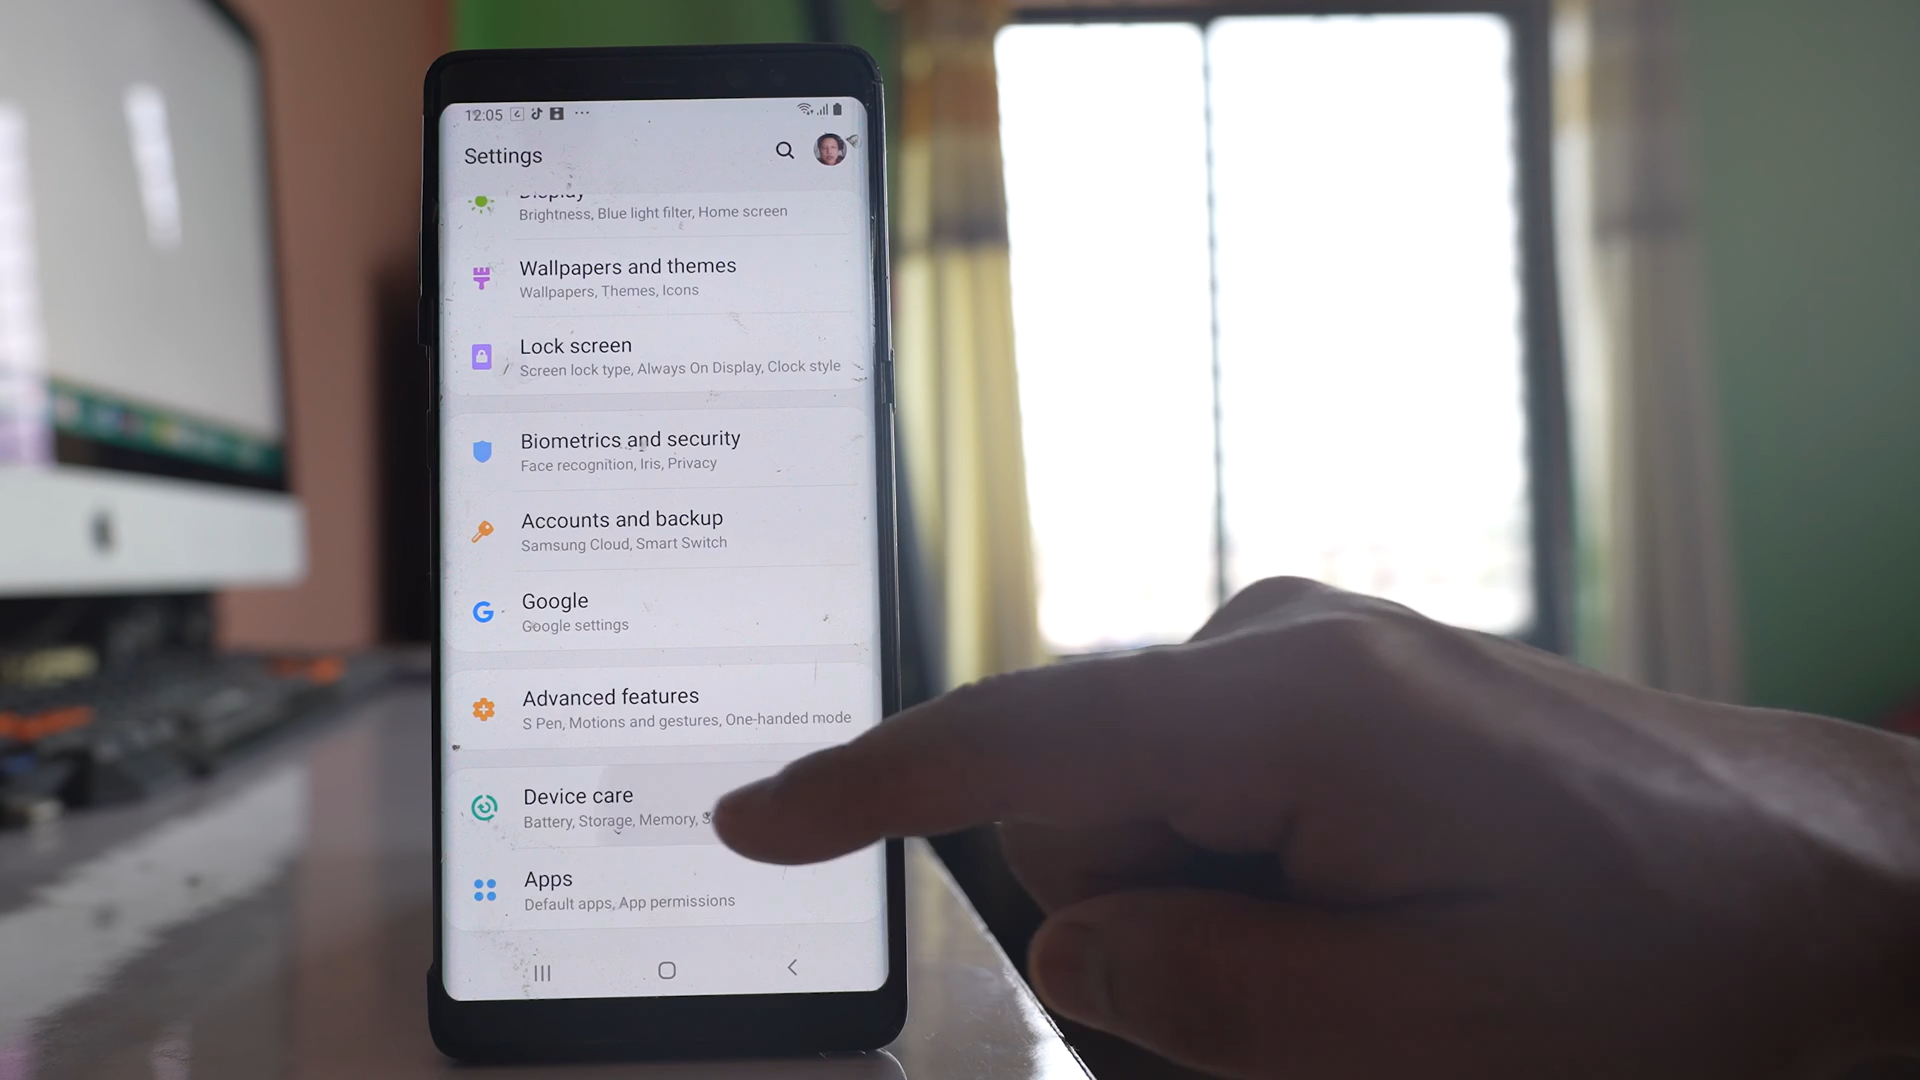 12:05
Settings
Display
Brightness, Blue light filter, Home screen
Wallpapers and themes
Wallpapers, Themes, Icons
Lock screen
Screen lock type, Always On Display, Clock style
Biometrics and security
Face recognition, Iris, Privacy
Accounts and backup
Samsung Cloud, Smart Switch
Google
Google settings
Advanced features
S Pen, Motions and gestures, One-handed mode
Device care
Battery, Storage, Memory,
Apps
Default apps, App permissions